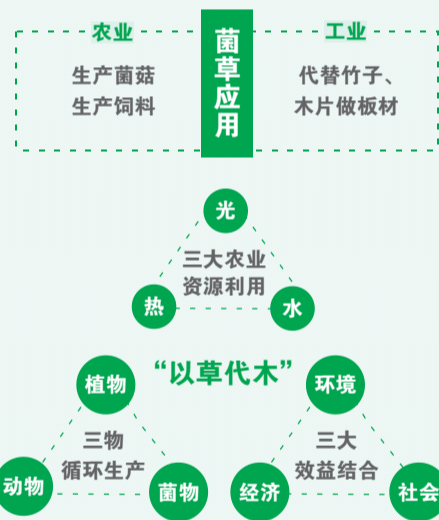 农业
生产菌菇
生产饲料
菌草应用
工业
代替竹子、
木片做板材
光
三大农业
资源利用
热
水
“以草代木”
植物
三物
循环生产
动物
菌物
环境
三大
效益结合
经济
社会